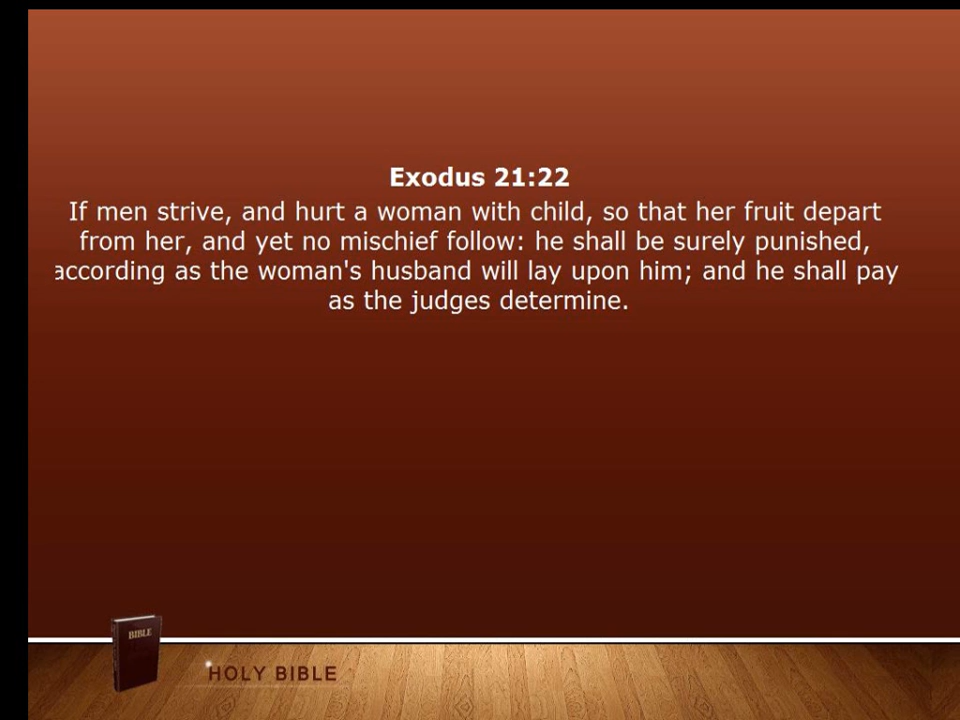 Exodus 21:22
If men strive, and hurt a woman with child, so that her fruit depart
from her, and yet no mischief follow: he shall be surely punished,
according as the woman's husband will lay upon him; and he shall pay
as the judges determine.
BIBLE
HOLY BIBLE